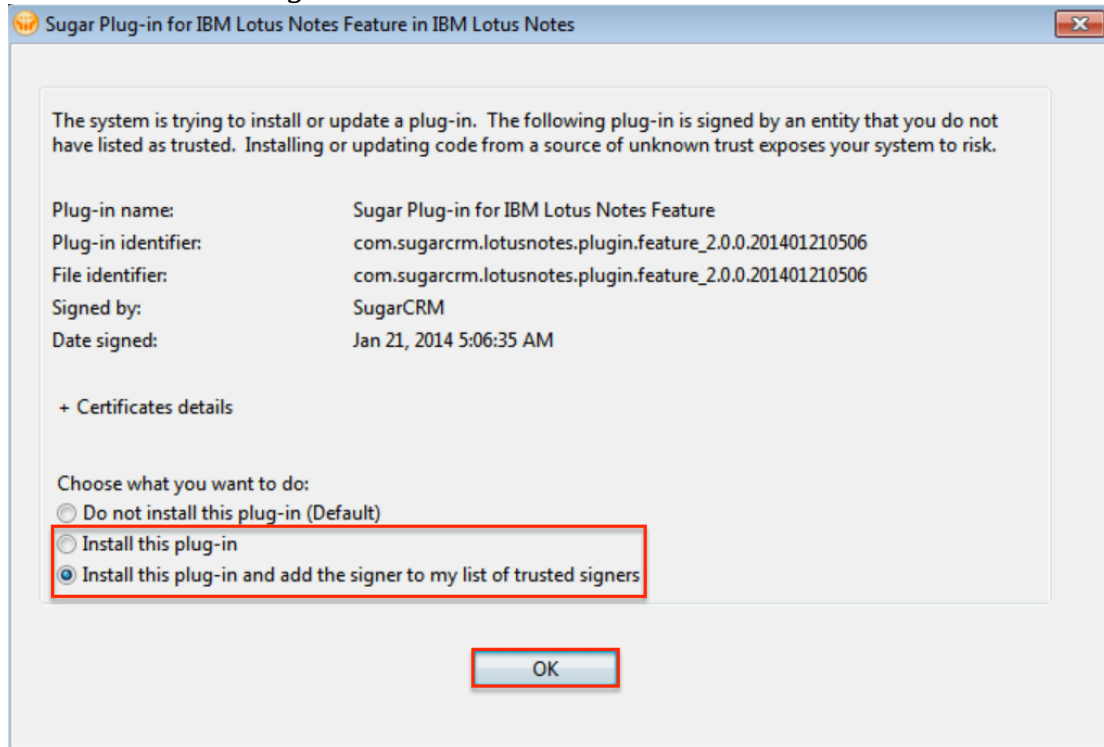 Sugar Plug-in for IBM Lotus Notes Feature in IBM Lotus Notes
The system is trying to install or update a plug-in. The following plug-in is signed by an entity that you do not
have listed as trusted. Installing or updating code from a source of unknown trust exposes your system to risk.
Plug-in name: Sugar Plug-in for IBM Lotus Notes Feature
Plug-in identifier: com.sugarcrm.lotusnotes.plugin.feature_2.0.0.201401210506
File identifier: com.sugarcrm.lotusnotes.plugin.feature_2.0.0.201401210506
Signed by: SugarCRM
Date signed: Jan 21, 2014 5:06:35 AM
+ Certificates details
Choose what you want to do:
Do not install this plug-in (Default)
Install this plug-in
Install this plug-in and add the signer to my list of trusted signers
OK